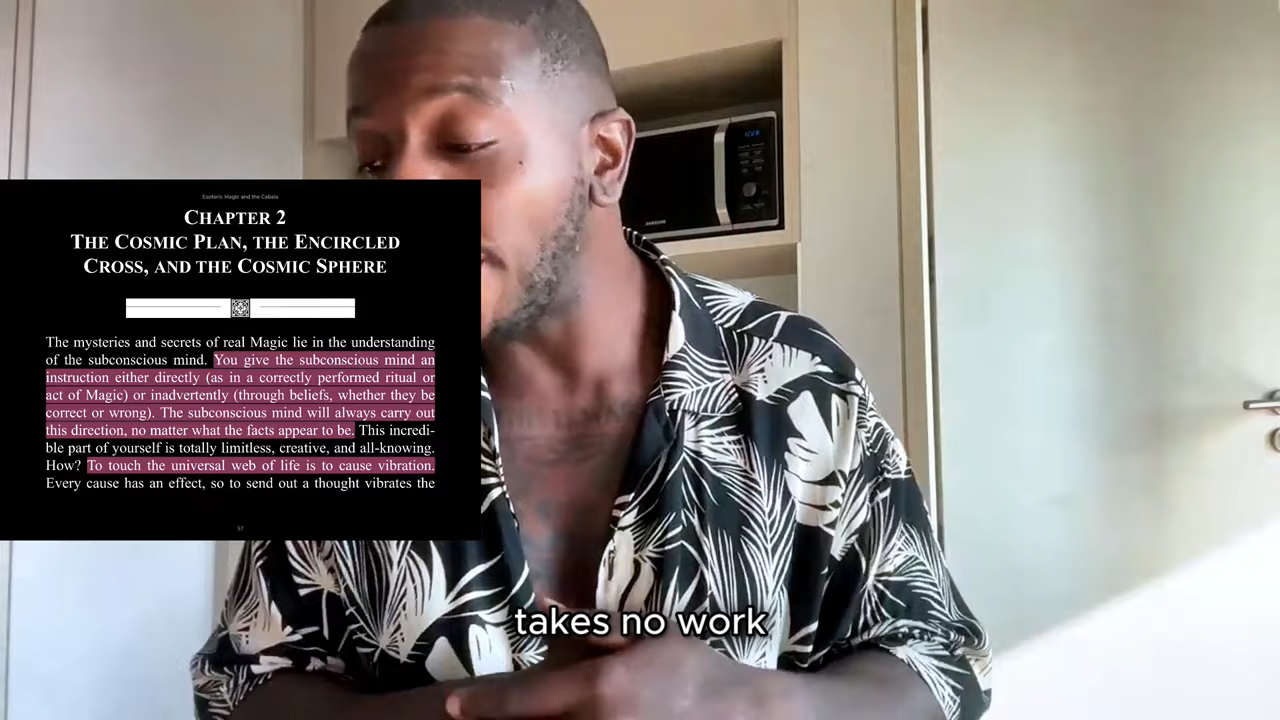 Esoteric Magic and the Cabala
CHAPTER 2
THE COSMIC PLAN, THE ENCIRCLED
CROSS, AND THE COSMIC SPHERE
The mysteries and secrets of real Magic lie in the understanding
of the subconscious mind. You give the subconscious mind an
instruction either directly (as in a correctly performed ritual or
act of Magic) or inadvertently (through beliefs, whether they be
correct or wrong). The subconscious mind will always carry out
this direction, no matter what the facts appear to be. This incredi-
ble part of yourself is totally limitless, creative, and all-knowing.
How? To touch the universal web of life is to cause vibration.
Every cause has an effect, so to send out a thought vibrates the
57
SAMSUNG
takes no work